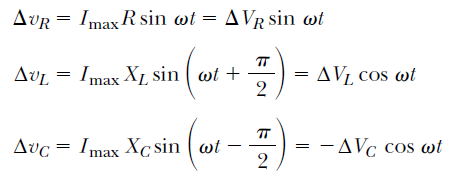 Δv_R = I_max R sin ωt = ΔV_R sin ωt
Δv_L = I_max X_L sin (ωt + π/2) = ΔV_L cos ωt
Δv_C = I_max X_C sin (ωt − π/2) = −ΔV_C cos ωt